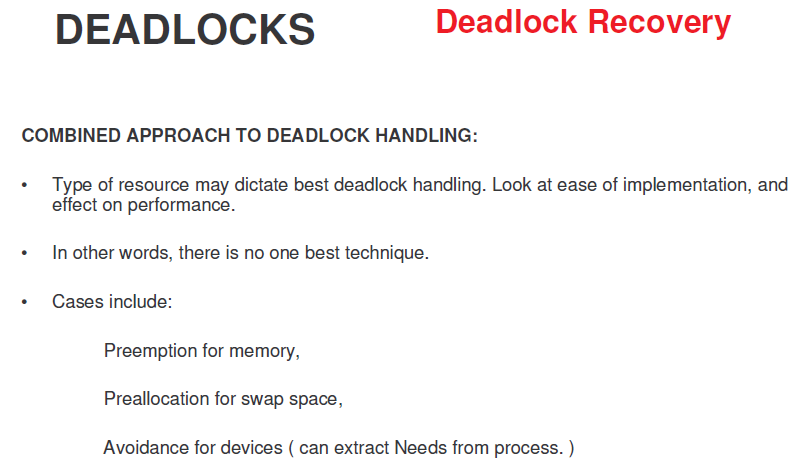 DEADLOCKS
Deadlock Recovery
COMBINED APPROACH TO DEADLOCK HANDLING:
• Type of resource may dictate best deadlock handling. Look at ease of implementation, and
effect on performance.
• In other words, there is no one best technique.
• Cases include:
Preemption for memory,
Preallocation for swap space,
Avoidance for devices ( can extract Needs from process. )